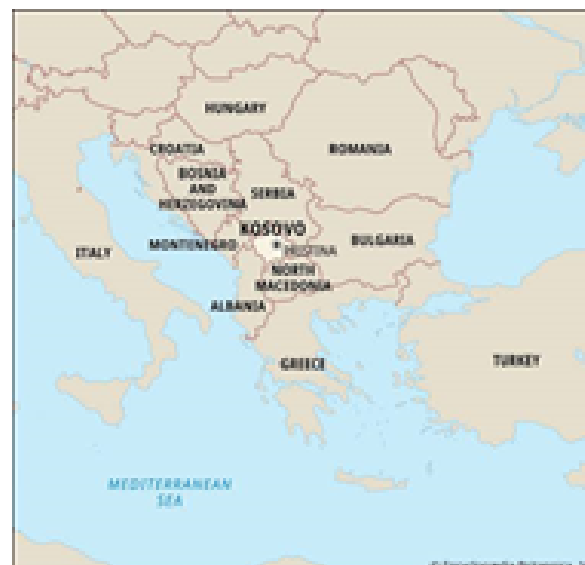 HUNGARY
CROATIA
ROMANIA
BOSNIA
AND
HERZEGOVINA
SERBIA
KOSOVO
MONTENEGRO
BULGARIA
ITALY
PRISTINA
NORTH
MACEDONIA
ALBANIA
GREECE
TURKEY
MEDITERRANEAN
SEA